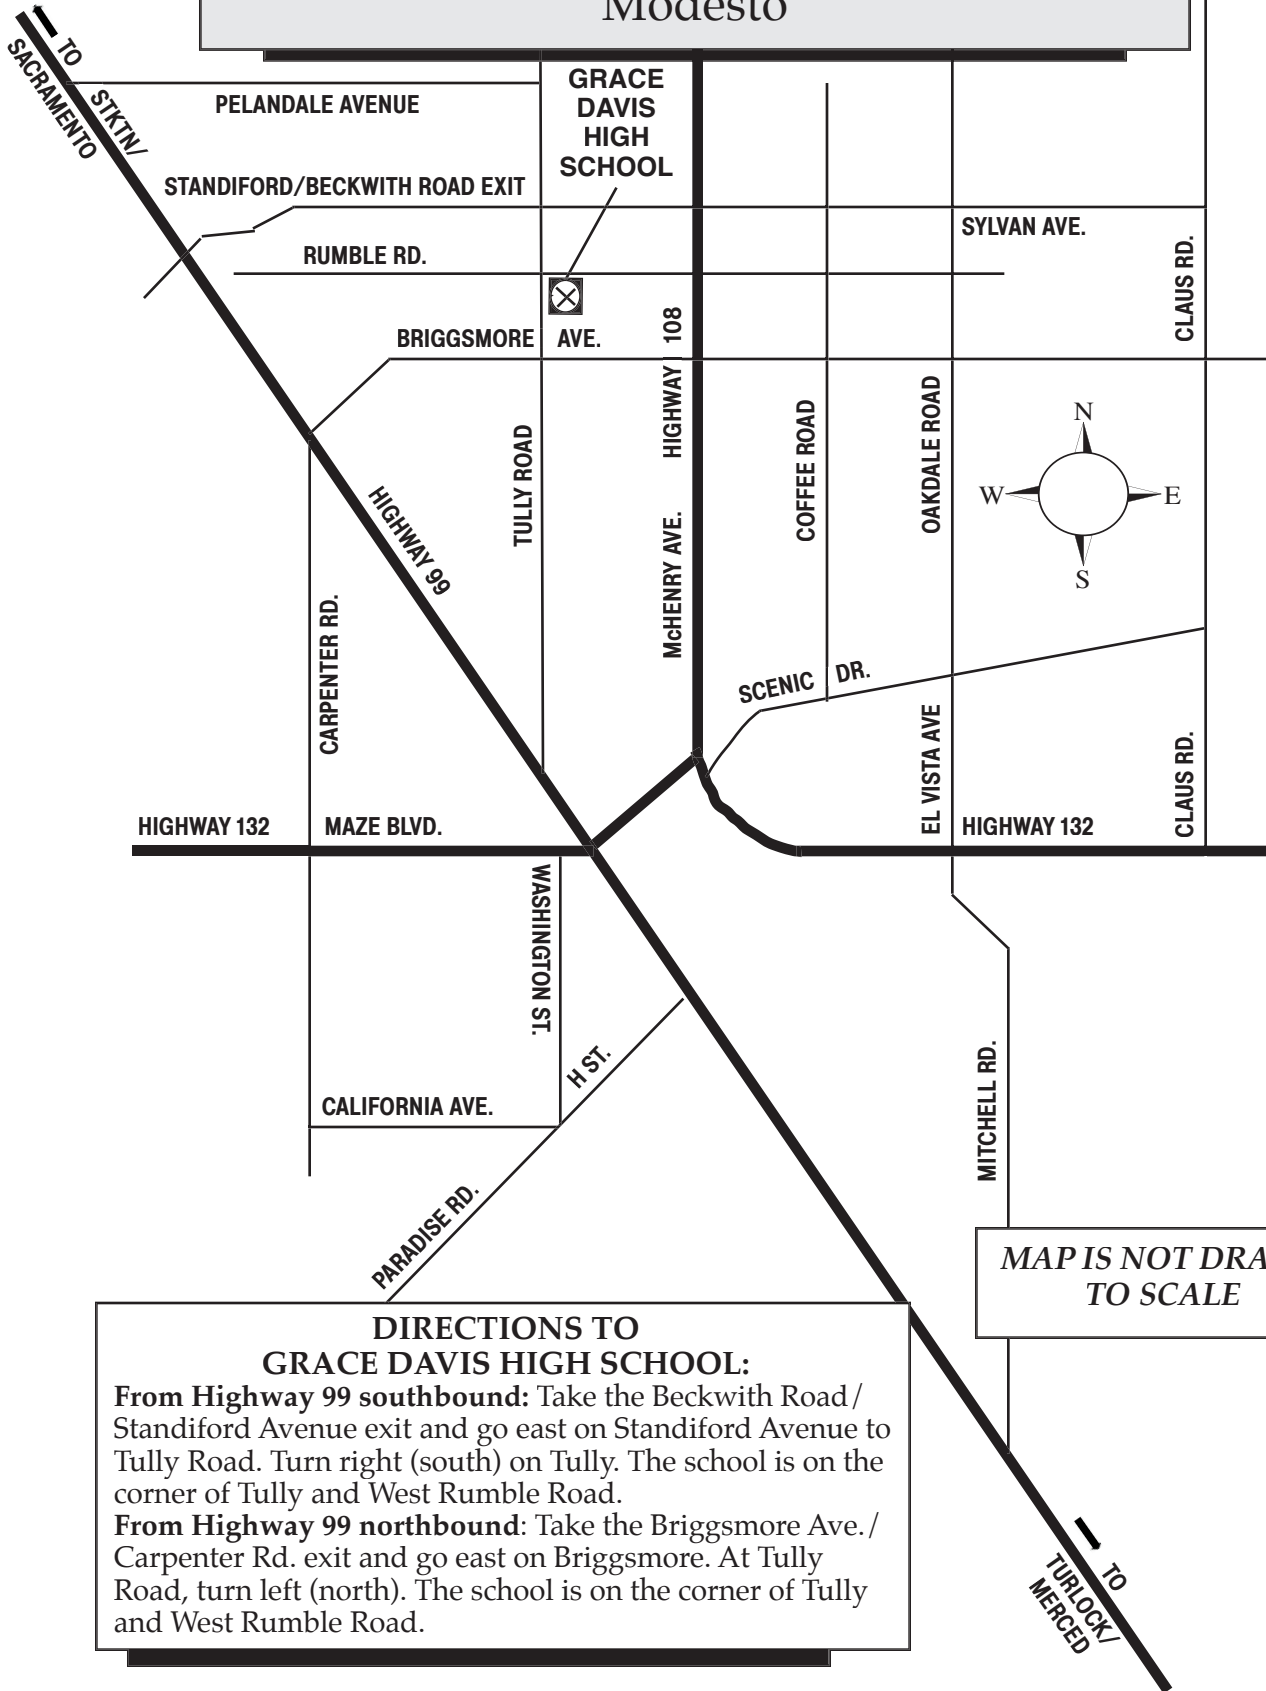 Modesto
TO
STKTN/
SACRAMENTO
PELANDALE AVENUE
GRACE
DAVIS
HIGH
SCHOOL
STANDIFORD/BECKWITH ROAD EXIT
SYLVAN AVE.
RUMBLE RD.
CLAUS RD.
BRIGGSMORE AVE.
HIGHWAY 108
McHENRY AVE.
TULLY ROAD
COFFEE ROAD
OAKDALE ROAD
N
W E
S
HIGHWAY 99
CARPENTER RD.
SCENIC DR.
EL VISTA AVE
CLAUS RD.
HIGHWAY 132 MAZE BLVD.
HIGHWAY 132
WASHINGTON ST.
H ST.
CALIFORNIA AVE.
MITCHELL RD.
PARADISE RD.
MAP IS NOT DRA
TO SCALE
DIRECTIONS TO
GRACE DAVIS HIGH SCHOOL:
From Highway 99 southbound: Take the Beckwith Road/
Standiford Avenue exit and go east on Standiford Avenue to
Tully Road. Turn right (south) on Tully. The school is on the
corner of Tully and West Rumble Road.
From Highway 99 northbound: Take the Briggsmore Ave./
Carpenter Rd. exit and go east on Briggsmore. At Tully
Road, turn left (north). The school is on the corner of Tully
and West Rumble Road.
TO
TURLOCK/
MERCED